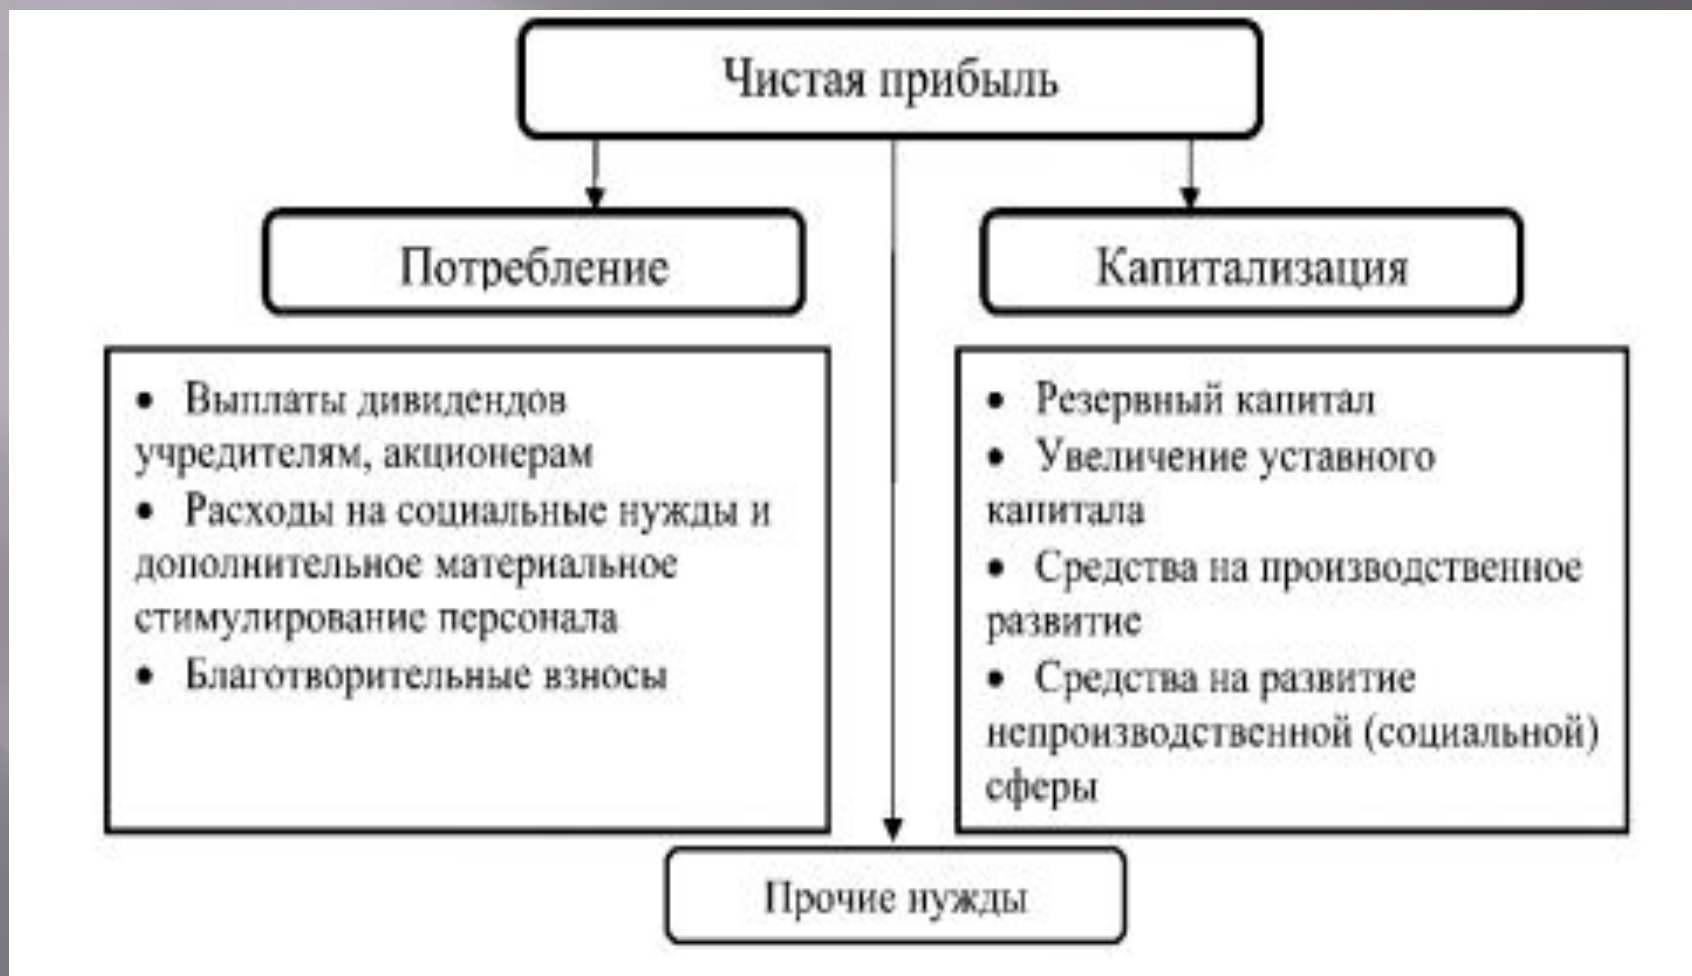 Чистая прибыль
Потребление
Капитализация
• Выплаты дивидендов
учредителям, акционерам
• Расходы на социальные нужды и
дополнительное материальное
стимулирование персонала
• Благотворительные взносы
• Резервный капитал
• Увеличение уставного
капитала
• Средства на производственное
развитие
• Средства на развитие
непроизводственной (социальной)
сферы
Прочие нужды